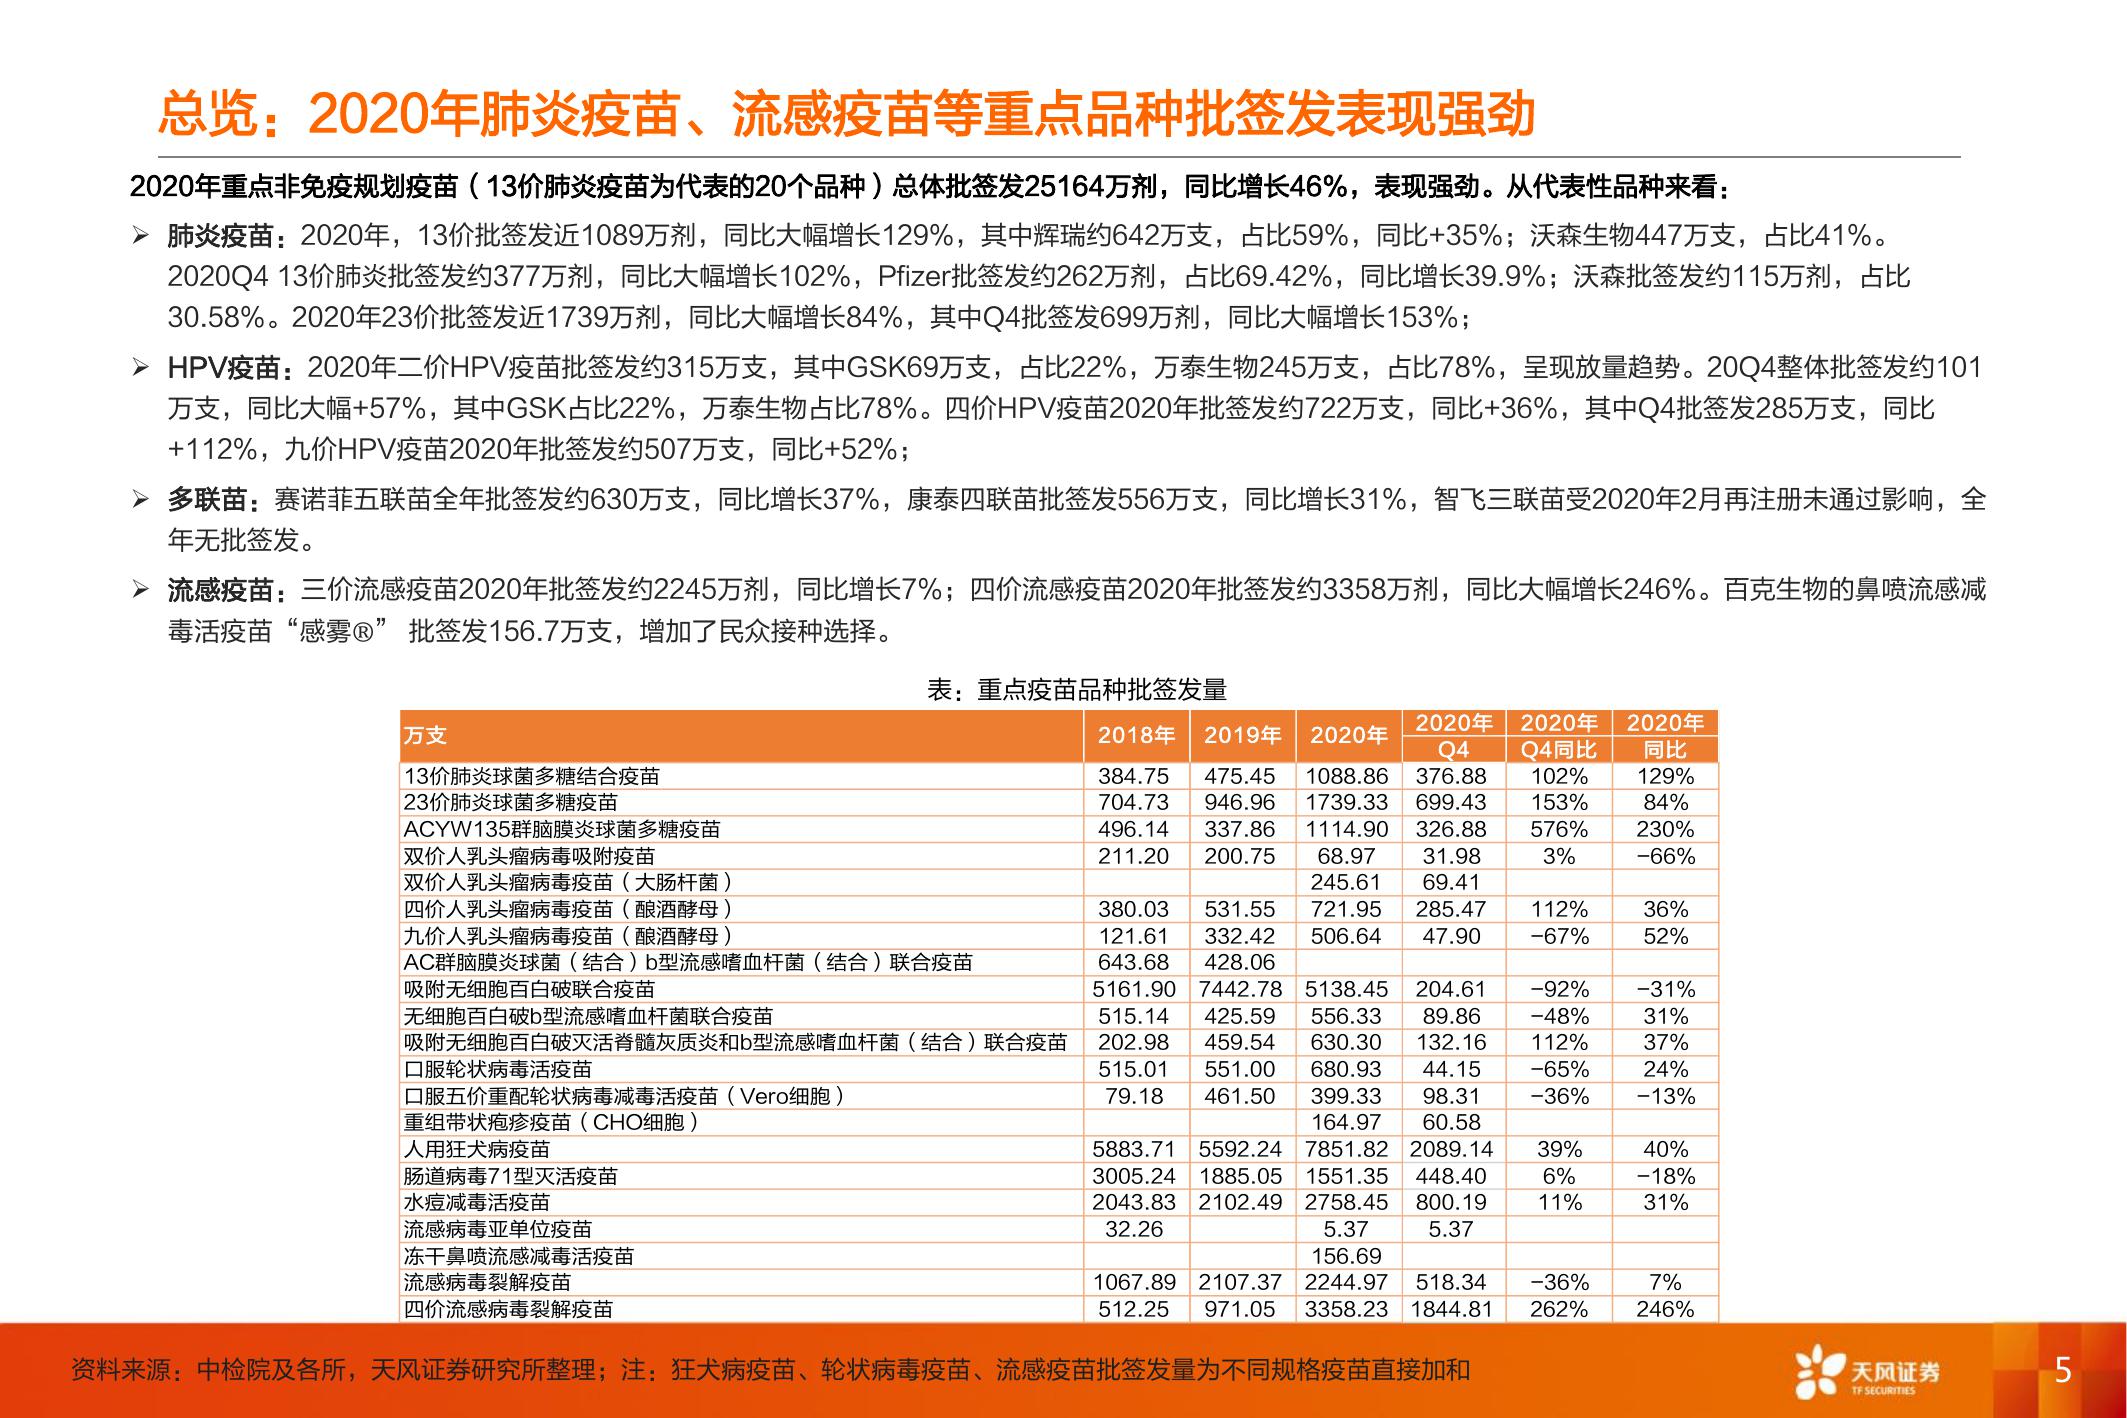 总览：2020年肺炎疫苗、流感疫苗等重点品种批签发表现强劲
2020年重点非免疫规划疫苗（13价肺炎疫苗为代表的20个品种）总体批签发25164万剂，同比增长46%，表现强劲。从代表性品种来看：
➢ 肺炎疫苗：2020年，13价批签发近1089万剂，同比大幅增长129%，其中辉瑞约642万支，占比59%，同比+35%；沃森生物447万支，占比41%。
2020Q4 13价肺炎批签发约377万剂，同比大幅增长102%，Pfizer批签发约262万剂，占比69.42%，同比增长39.9%；沃森批签发约115万剂，占比
30.58%。2020年23价批签发近1739万剂，同比大幅增长84%，其中Q4批签发699万剂，同比大幅增长153%；
➢ HPV疫苗：2020年二价HPV疫苗批签发约315万支，其中GSK69万支，占比22%，万泰生物245万支，占比78%，呈现放量趋势。20Q4整体批签发约101
万支，同比大幅+57%，其中GSK占比22%，万泰生物占比78%。四价HPV疫苗2020年批签发约722万支，同比+36%，其中Q4批签发285万支，同比
+112%，九价HPV疫苗2020年批签发约507万支，同比+52%；
➢ 多联苗：赛诺菲五联苗全年批签发约630万支，同比增长37%，康泰四联苗批签发556万支，同比增长31%，智飞三联苗受2020年2月再注册未通过影响，全
年无批签发。
➢ 流感疫苗：三价流感疫苗2020年批签发约2245万剂，同比增长7%；四价流感疫苗2020年批签发约3358万剂，同比大幅增长246%。百克生物的鼻喷流感减
毒活疫苗“感雾®” 批签发156.7万支，增加了民众接种选择。
表：重点疫苗品种批签发量
万支 2018年 2019年 2020年 2020年Q4 2020年Q4同比 2020年同比
13价肺炎球菌多糖结合疫苗 384.75 475.45 1088.86 376.88 102% 129%
23价肺炎球菌多糖疫苗 704.73 946.96 1739.33 699.43 153% 84%
ACYW135群脑膜炎球菌多糖疫苗 496.14 337.86 1114.90 326.88 576% 230%
双价人乳头瘤病毒吸附疫苗 211.20 200.75 68.97 31.98 3% -66%
双价人乳头瘤病毒疫苗（大肠杆菌） 245.61 69.41
四价人乳头瘤病毒疫苗（酿酒酵母） 380.03 531.55 721.95 285.47 112% 36%
九价人乳头瘤病毒疫苗（酿酒酵母） 121.61 332.42 506.64 47.90 -67% 52%
AC群脑膜炎球菌（结合）b型流感嗜血杆菌（结合）联合疫苗 643.68 428.06
吸附无细胞百白破联合疫苗 5161.90 7442.78 5138.45 204.61 -92% -31%
无细胞百白破b型流感嗜血杆菌联合疫苗 515.14 425.59 556.33 89.86 -48% 31%
吸附无细胞百白破灭活脊髓灰质炎和b型流感嗜血杆菌（结合）联合疫苗 202.98 459.54 630.30 132.16 112% 37%
口服轮状病毒活疫苗 515.01 551.00 680.93 44.15 -65% 24%
口服五价重配轮状病毒减毒活疫苗（Vero细胞） 79.18 461.50 399.33 98.31 -36% -13%
重组带状疱疹疫苗（CHO细胞） 164.97 60.58
人用狂犬病疫苗 5883.71 5592.24 7851.82 2089.14 39% 40%
肠道病毒71型灭活疫苗 3005.24 1885.05 1551.35 448.40 6% -18%
水痘减毒活疫苗 2043.83 2102.49 2758.45 800.19 11% 31%
流感病毒亚单位疫苗 32.26 5.37 5.37
冻干鼻喷流感减毒活疫苗 156.69
流感病毒裂解疫苗 1067.89 2107.37 2244.97 518.34 -36% 7%
四价流感病毒裂解疫苗 512.25 971.05 3358.23 1844.81 262% 246%
资料来源：中检院及各所，天风证券研究所整理；注：狂犬病疫苗、轮状病毒疫苗、流感疫苗批签发量为不同规格疫苗直接加和
天风证券
TF SECURITIES
5